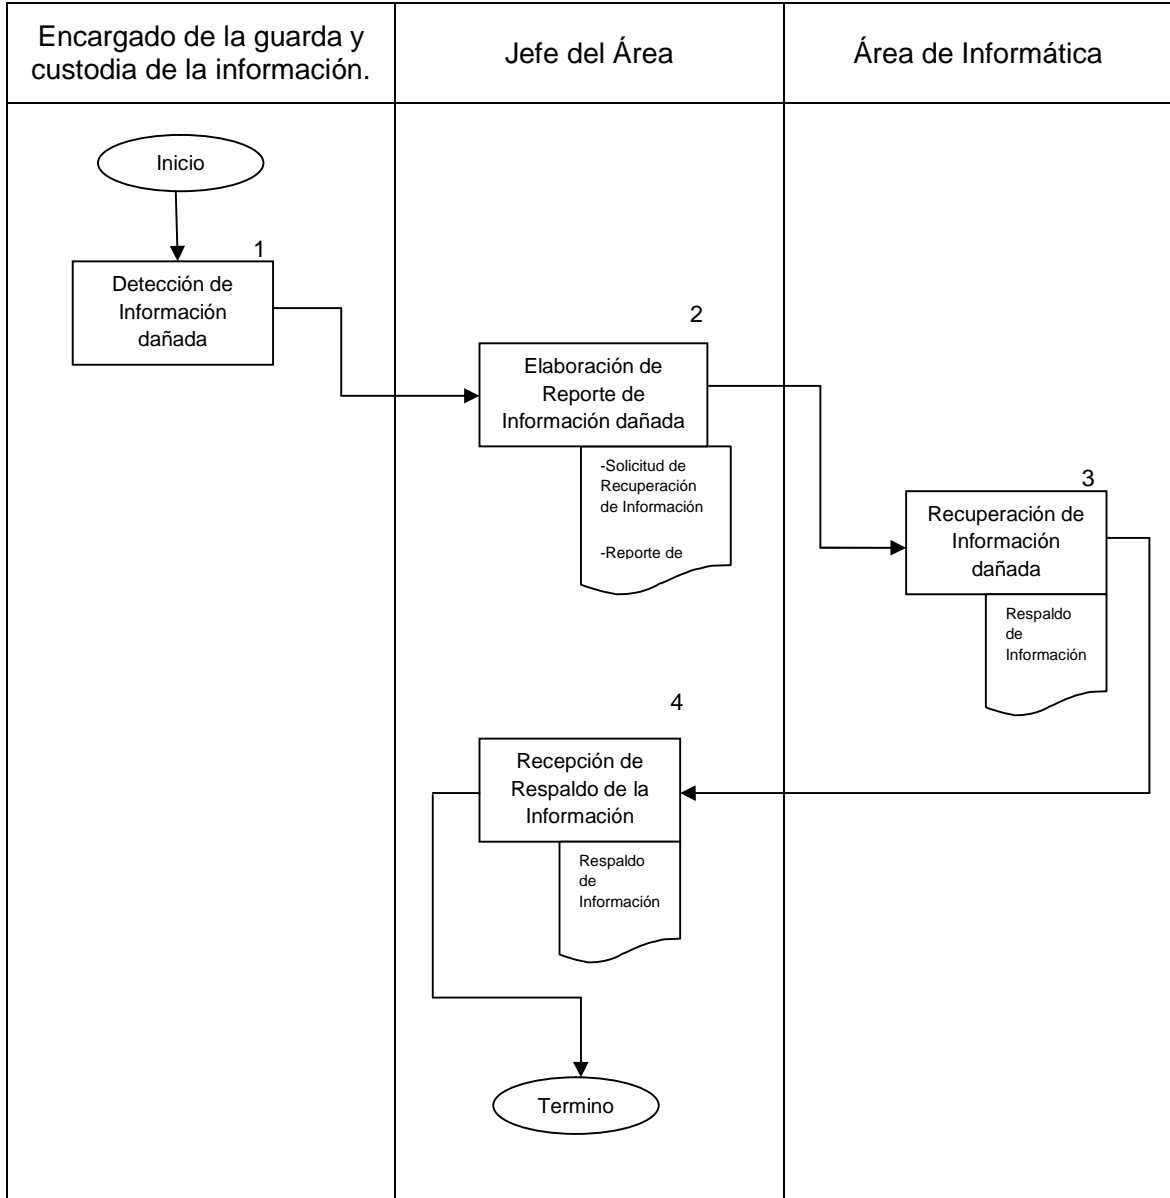 Encargado de la guarda y
custodia de la información.
Jefe del Área
Área de Informática
Inicio
1
Detección de
Información
dañada
2
Elaboración de
Reporte de
Información dañada
-Solicitud de
Recuperación
de Información
-Reporte de
3
Recuperación de
Información
dañada
Respaldo
de
Información
4
Recepción de
Respaldo de la
Información
Respaldo
de
Información
Termino